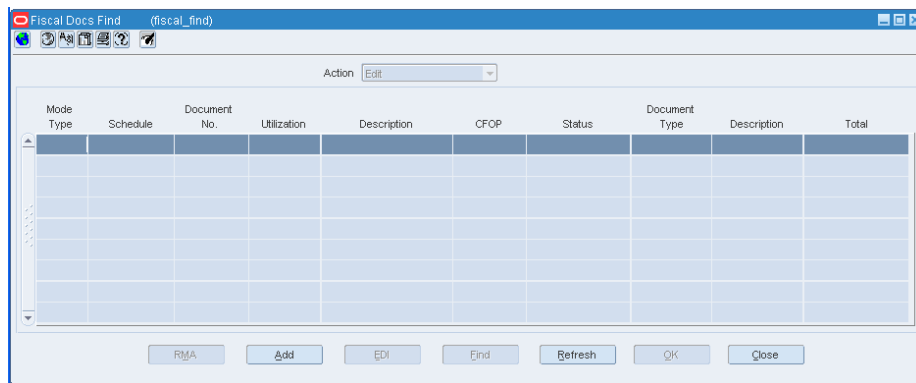 Fiscal Docs Find (fiscal_find)
Action Edit
Mode Type Schedule Document No. Utilization Description CFOP Status Document Type Description Total
RMA Add EDI Find Refresh OK Close